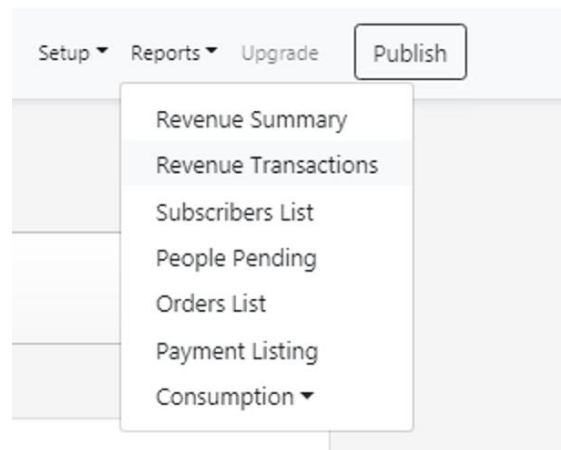 Setup Reports Upgrade Publish
Revenue Summary
Revenue Transactions
Subscribers List
People Pending
Orders List
Payment Listing
Consumption